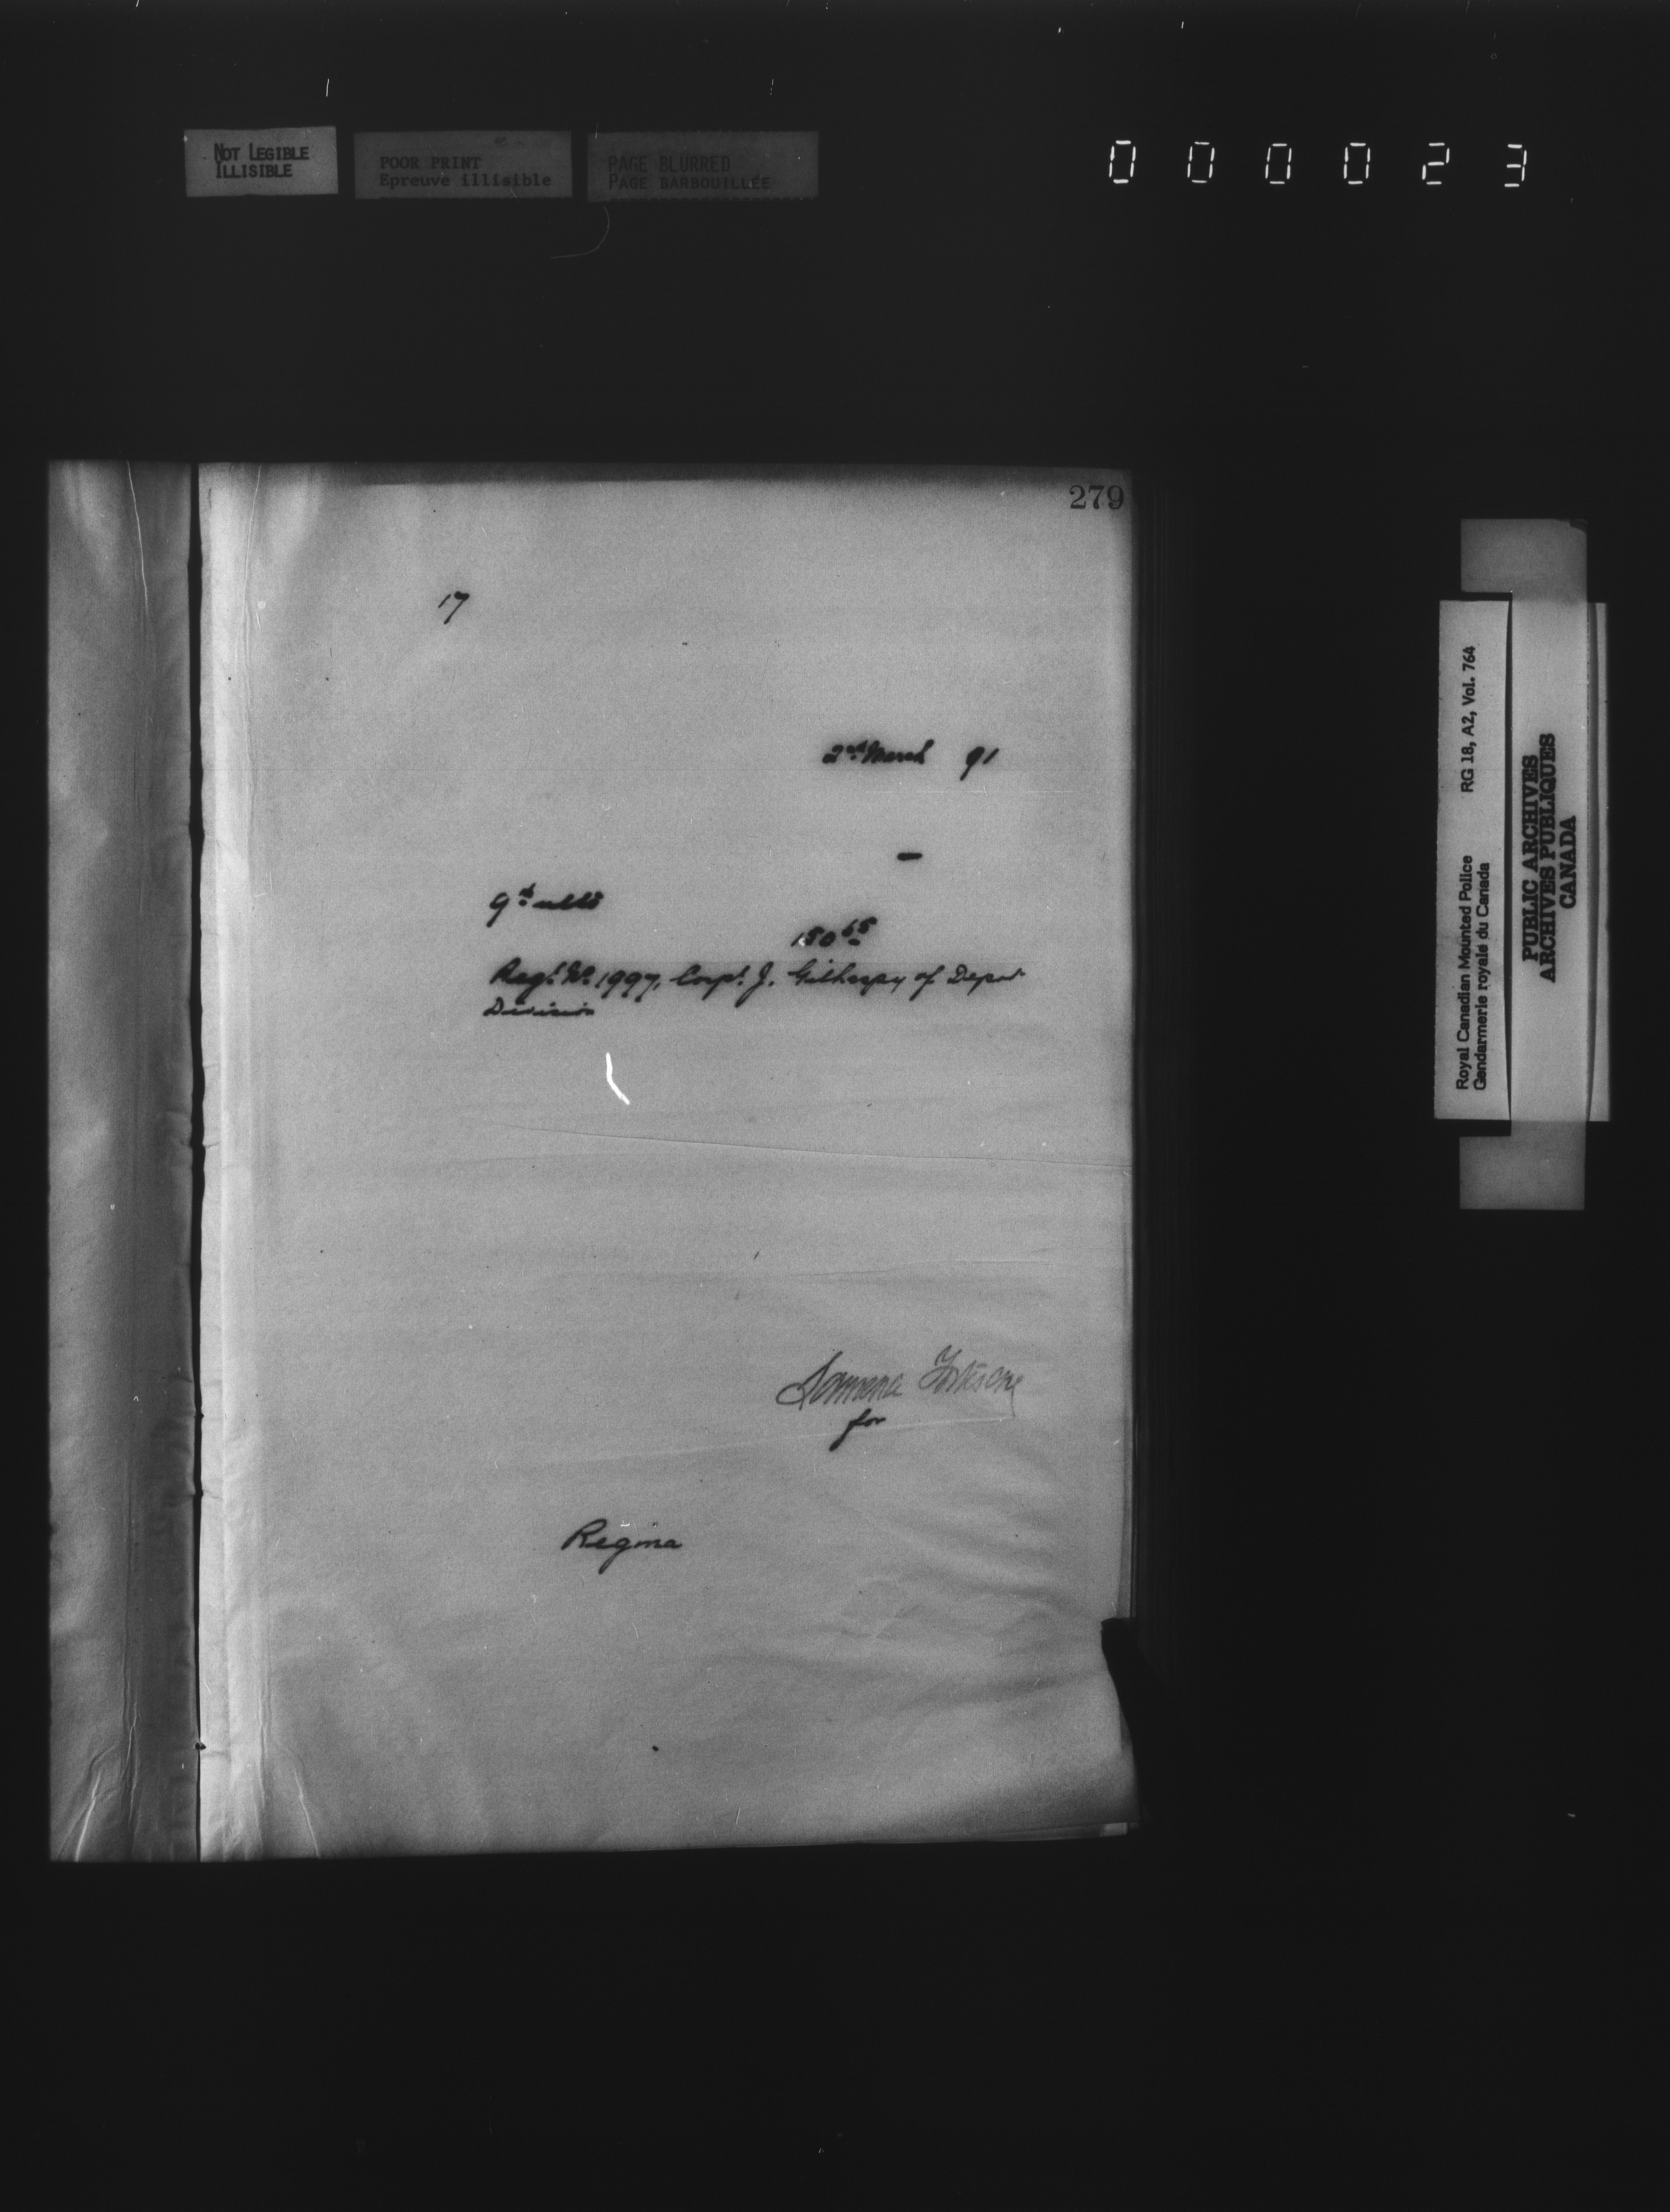 NOT LEGIBLE
ILLISIBLE
POOR PRINT
Epreuve illisible
PAGE BLURRED
PAGE BARBOUILLÉE
000023
279
17
2nd March 91
9th ulto
150 65
Regt. No. 1997, Corpl. J. Gilhespy of Depot
Division
for
Regina
Royal Canadian Mounted Police RG 18, A2, Vol. 764
Gendarmerie royale du Canada
PUBLIC ARCHIVES
ARCHIVES PUBLIQUES
CANADA